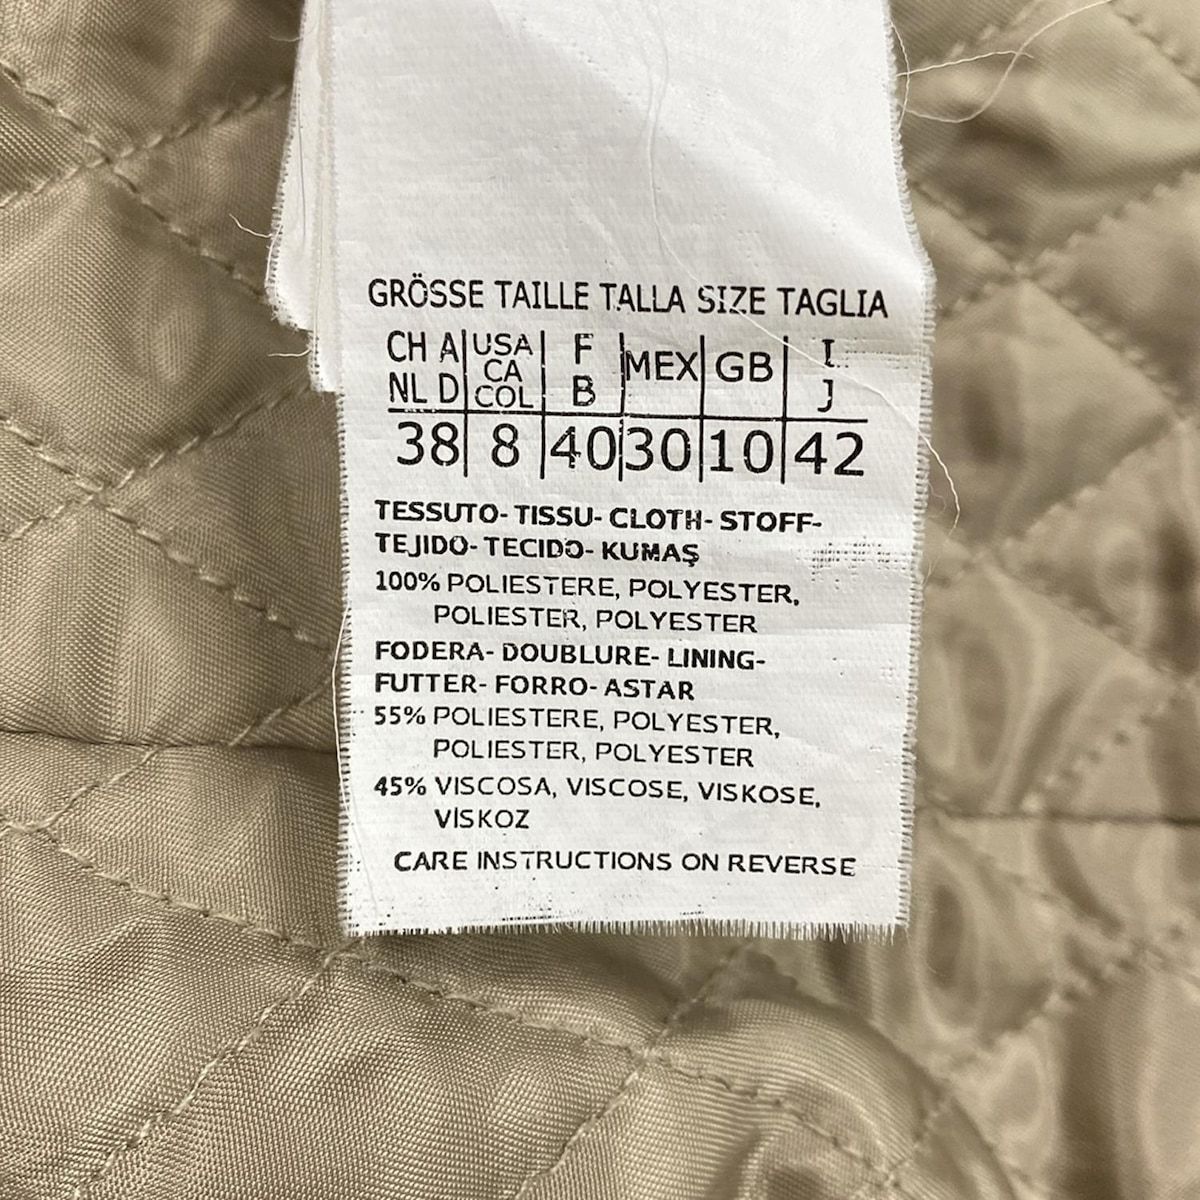 GRÖSSE TAILLE TALLA SIZE TAGLIA
CH A USA F MEX GB I
NL D CA B J
COL
38 8 40 30 10 42
TESSUTO- TISSU- CLOTH- STOFF-
TEJIDO- TECIDO- KUMAŞ
100% POLIESTERE, POLYESTER,
POLIESTER, POLYESTER
FODERA- DOUBLURE- LINING-
FUTTER- FORRO- ASTAR
55% POLIESTERE, POLYESTER,
POLIESTER, POLYESTER
45% VISCOSA, VISCOSE, VISKOSE,
VİSKOZ
CARE INSTRUCTIONS ON REVERSE